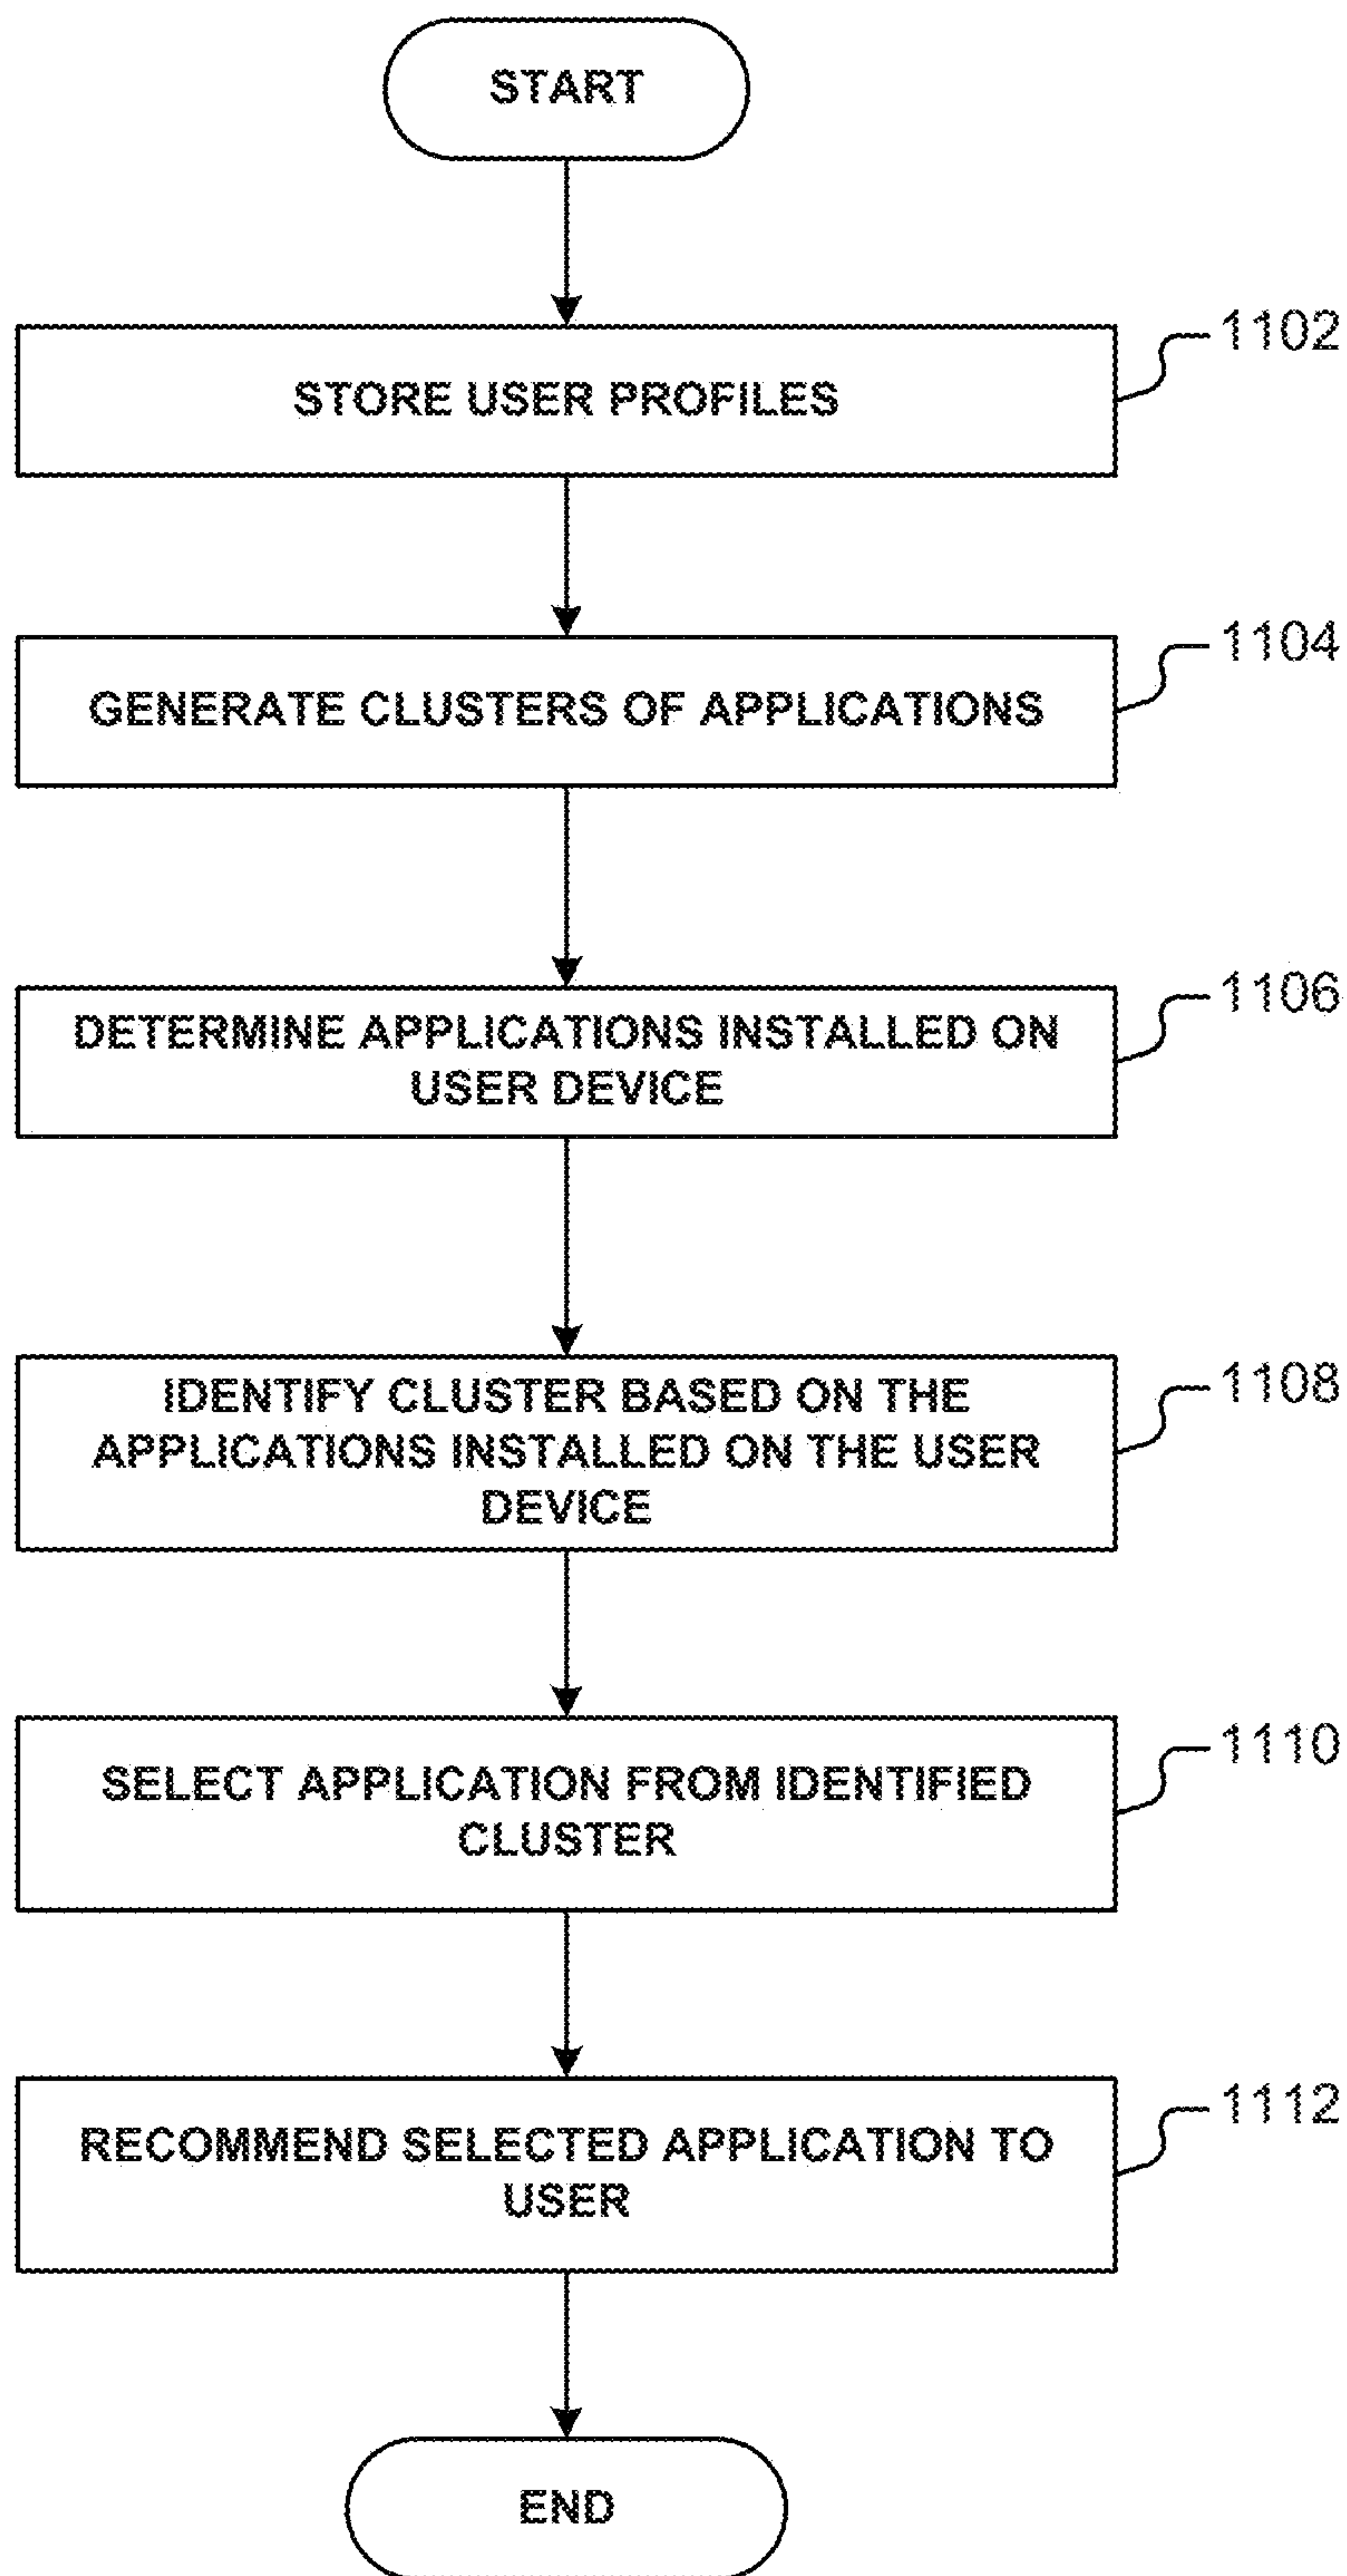 START
1102
STORE USER PROFILES
1104
GENERATE CLUSTERS OF APPLICATIONS
1106
DETERMINE APPLICATIONS INSTALLED ON
USER DEVICE
1108
IDENTIFY CLUSTER BASED ON THE
APPLICATIONS INSTALLED ON THE USER
DEVICE
1110
SELECT APPLICATION FROM IDENTIFIED
CLUSTER
1112
RECOMMEND SELECTED APPLICATION TO
USER
END